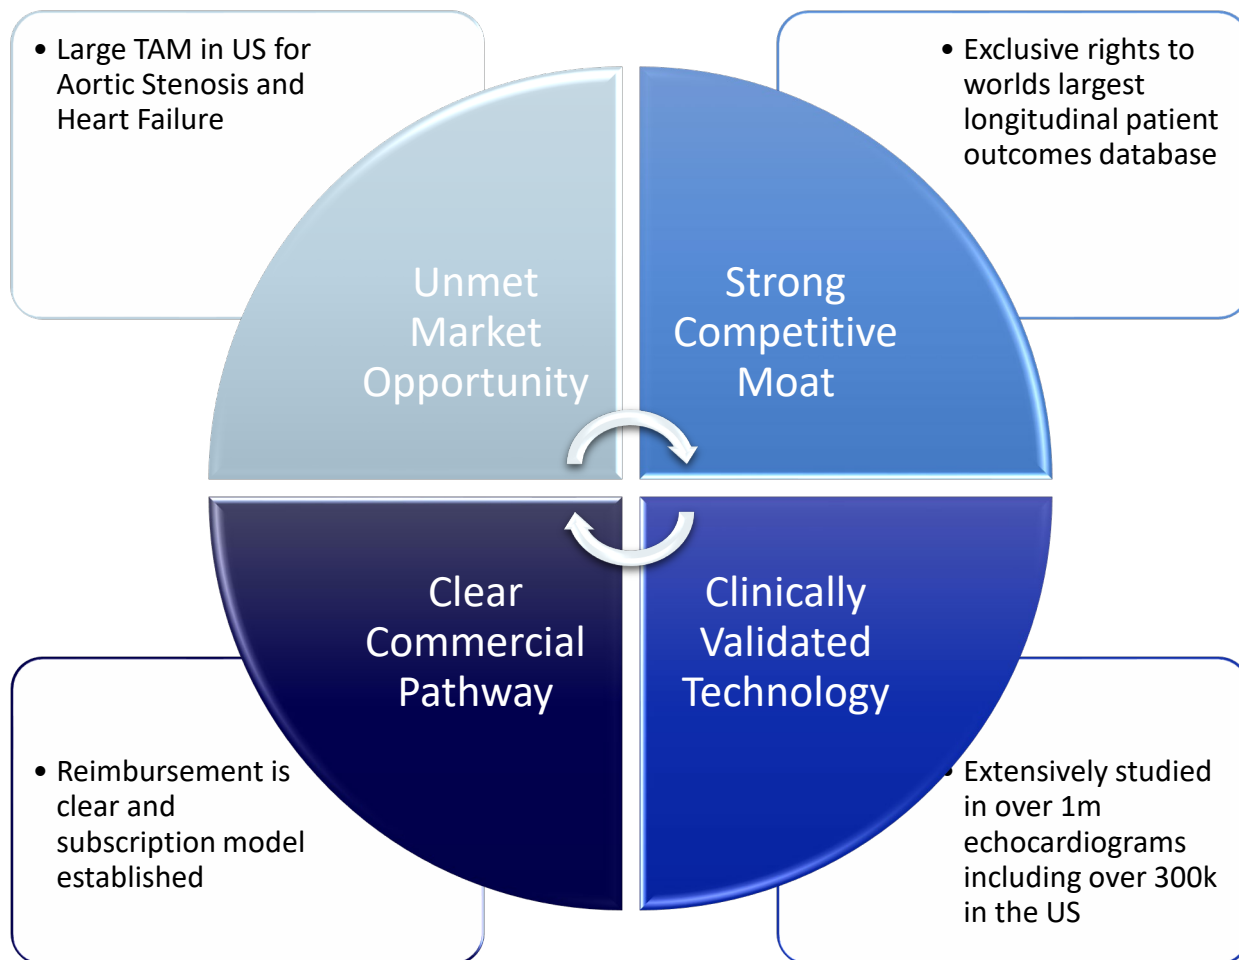 • Large TAM in US for
Aortic Stenosis and
Heart Failure
• Exclusive rights to
worlds largest
longitudinal patient
outcomes database
Unmet
Market
Opportunity
Strong
Competitive
Moat
Clear
Commercial
Pathway
Clinically
Validated
Technology
• Reimbursement is
clear and
subscription model
established
• Extensively studied
in over 1m
echocardiograms
including over 300k
in the US